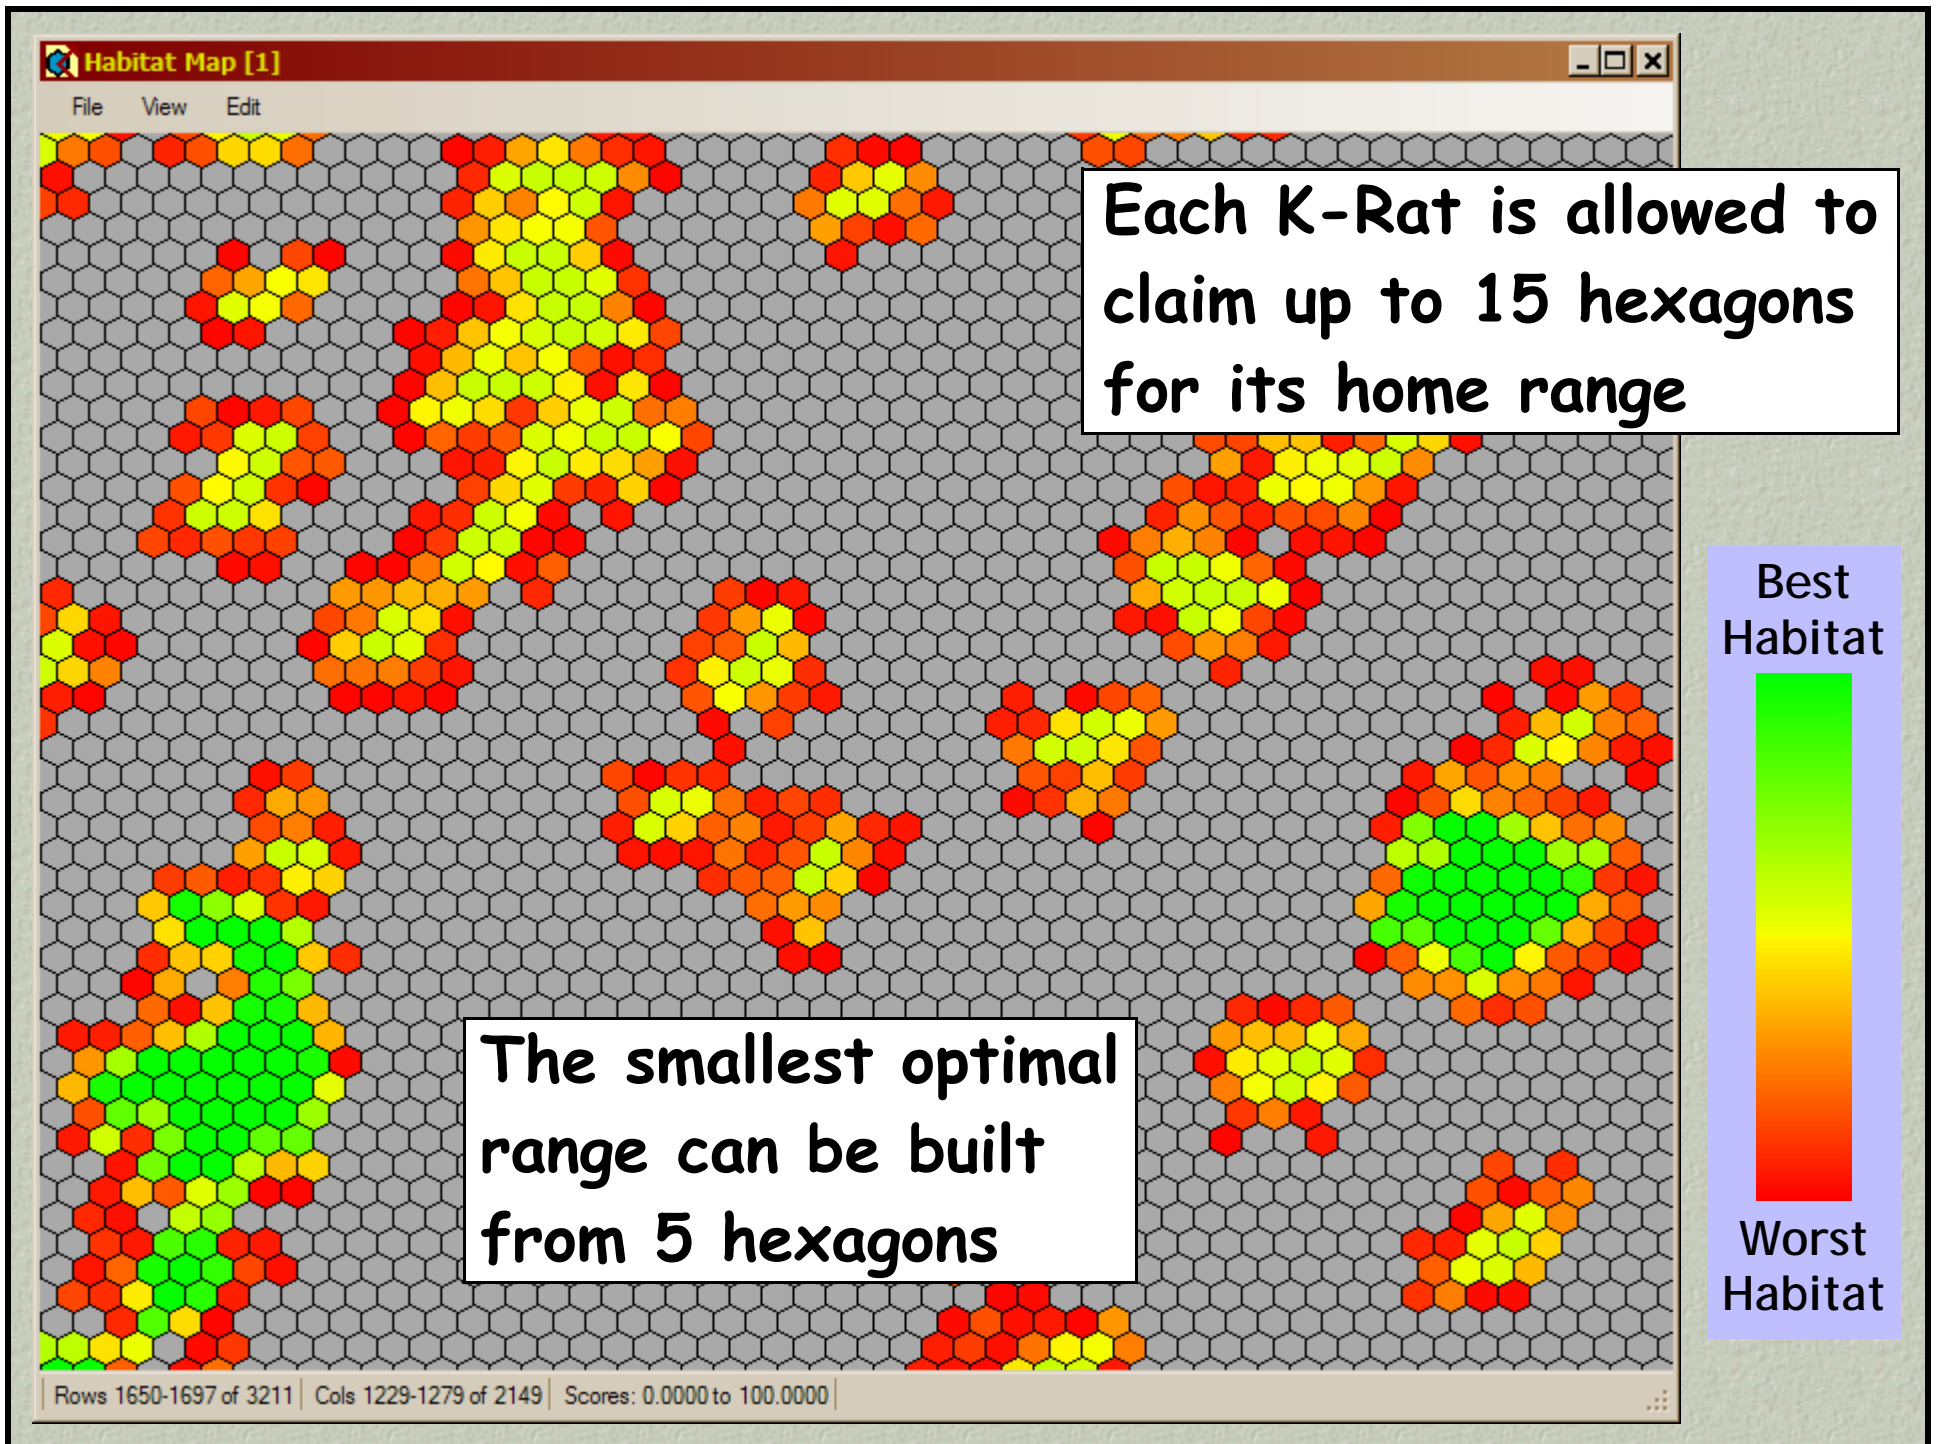 Habitat Map [1]
File View Edit
Each K-Rat is allowed to
claim up to 15 hexagons
for its home range
Best
Habitat
Worst
Habitat
The smallest optimal
range can be built
from 5 hexagons
Rows 1650-1697 of 3211 Cols 1229-1279 of 2149 Scores: 0.0000 to 100.0000